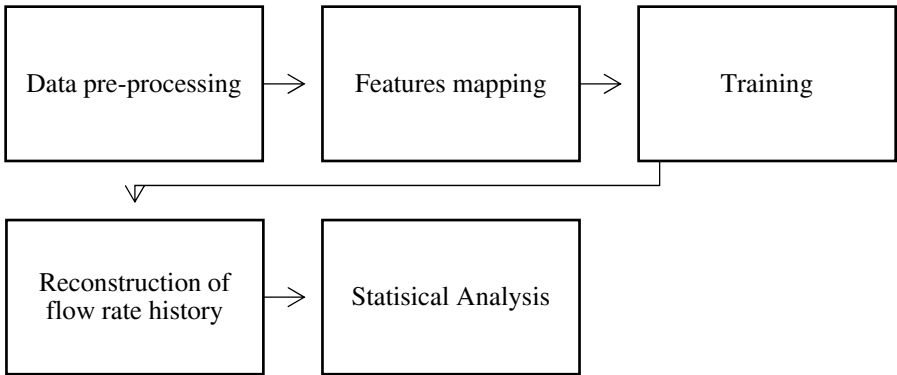 Data pre-processing
Features mapping
Training
Reconstruction of
flow rate history
Statisical Analysis